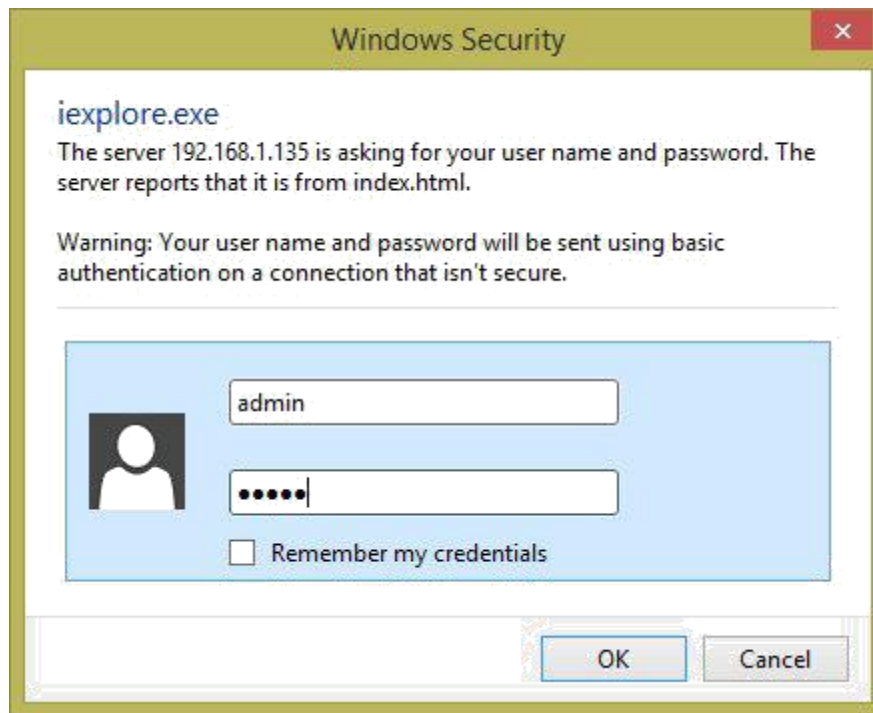 Windows Security
iexplore.exe
The server 192.168.1.135 is asking for your user name and password. The
server reports that it is from index.html.
Warning: Your user name and password will be sent using basic
authentication on a connection that isn't secure.
admin
•••••
Remember my credentials
OK
Cancel